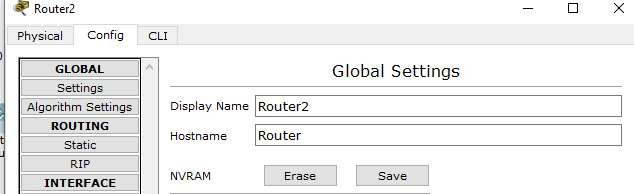 Router2
Physical Config CLI
GLOBAL
Settings
Algorithm Settings
ROUTING
Static
RIP
INTERFACE
Global Settings
Display Name Router2
Hostname Router
NVRAM Erase Save